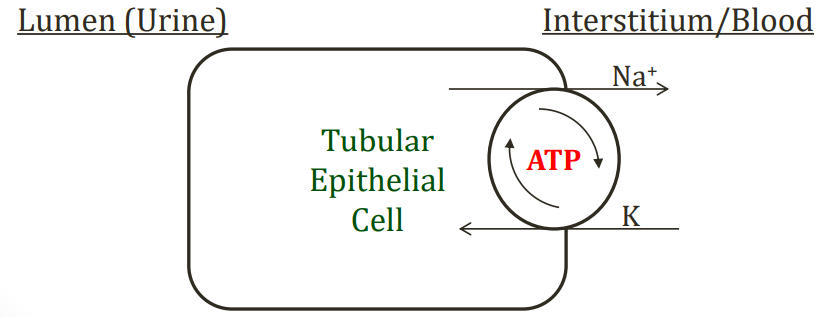 Lumen (Urine)
Interstitium/Blood
Na⁺
Tubular
Epithelial
Cell
ATP
K